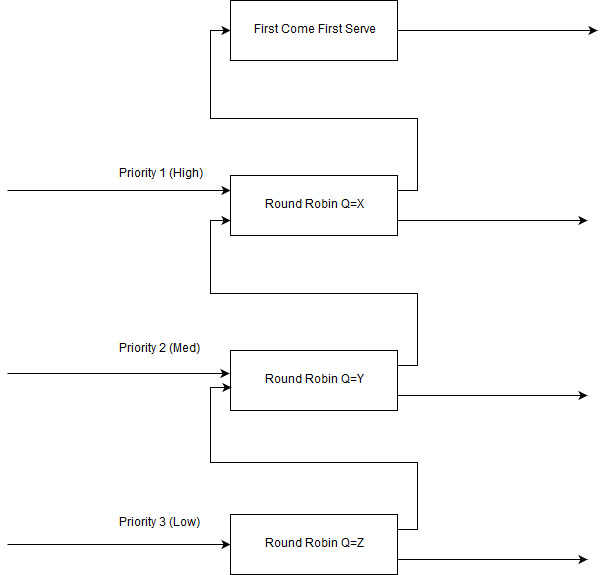 First Come First Serve
Priority 1 (High)
Round Robin Q=X
Priority 2 (Med)
Round Robin Q=Y
Priority 3 (Low)
Round Robin Q=Z